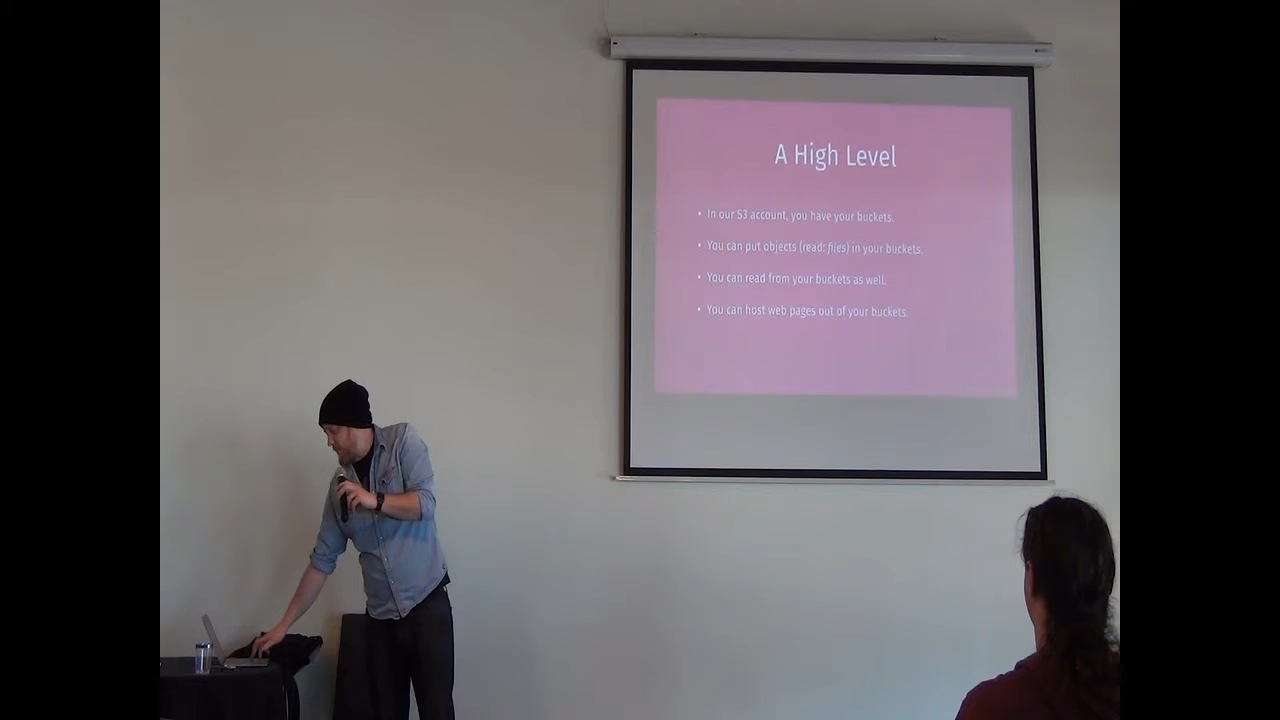 A High Level
• In our S3 account, you have your buckets.
• You can put objects (read: files) in your buckets.
• You can read from your buckets as well.
• You can host web pages out of your buckets.